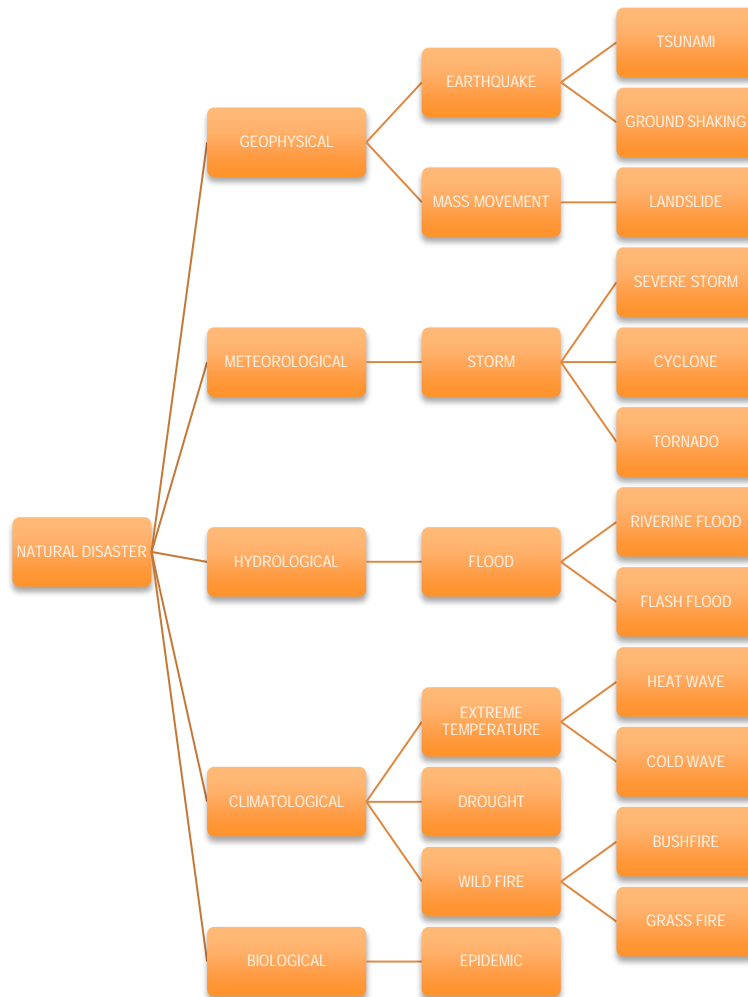 TSUNAMI
EARTHQUAKE
GROUND SHAKING
GEOPHYSICAL
MASS MOVEMENT
LANDSLIDE
SEVERE STORM
METEOROLOGICAL
STORM
CYCLONE
TORNADO
NATURAL DISASTER
RIVERINE FLOOD
HYDROLOGICAL
FLOOD
FLASH FLOOD
HEAT WAVE
EXTREME
TEMPERATURE
COLD WAVE
CLIMATOLOGICAL
DROUGHT
BUSHFIRE
WILD FIRE
GRASS FIRE
BIOLOGICAL
EPIDEMIC